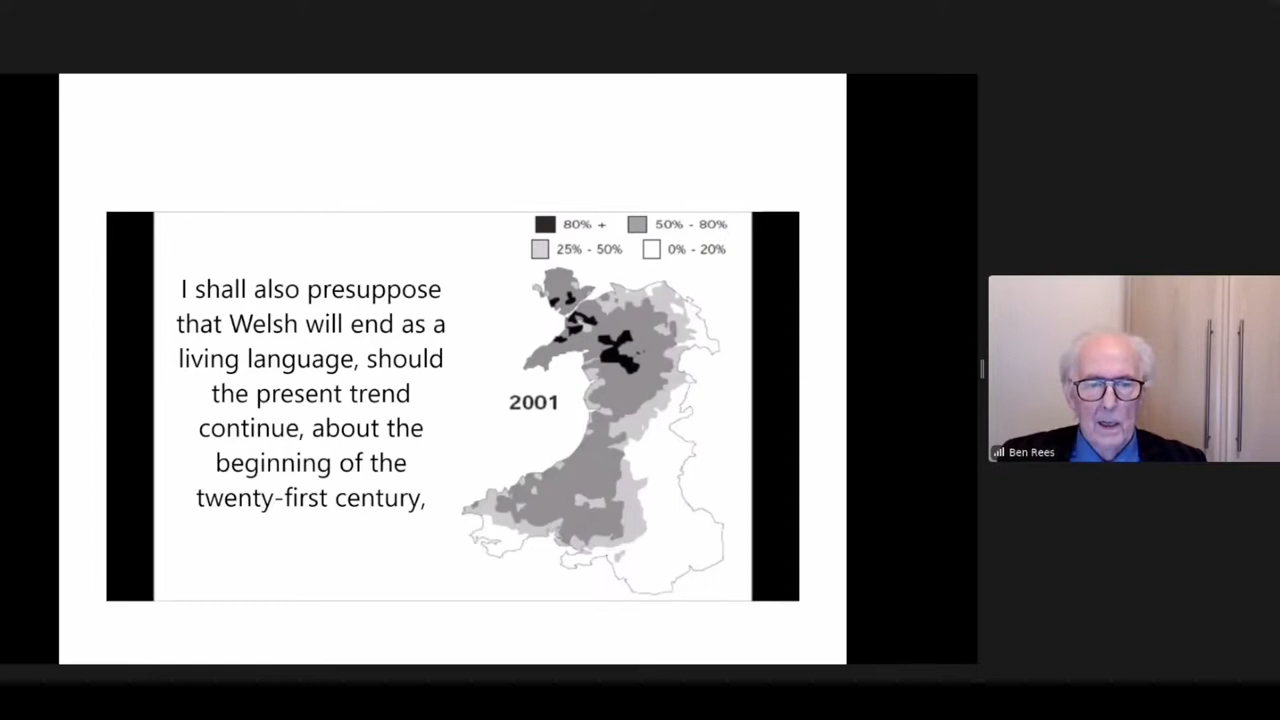 80% +
50% - 80%
25% - 50%
0% - 20%
I shall also presuppose
that Welsh will end as a
living language, should
the present trend
continue, about the
beginning of the
twenty-first century,
2001
Ben Rees